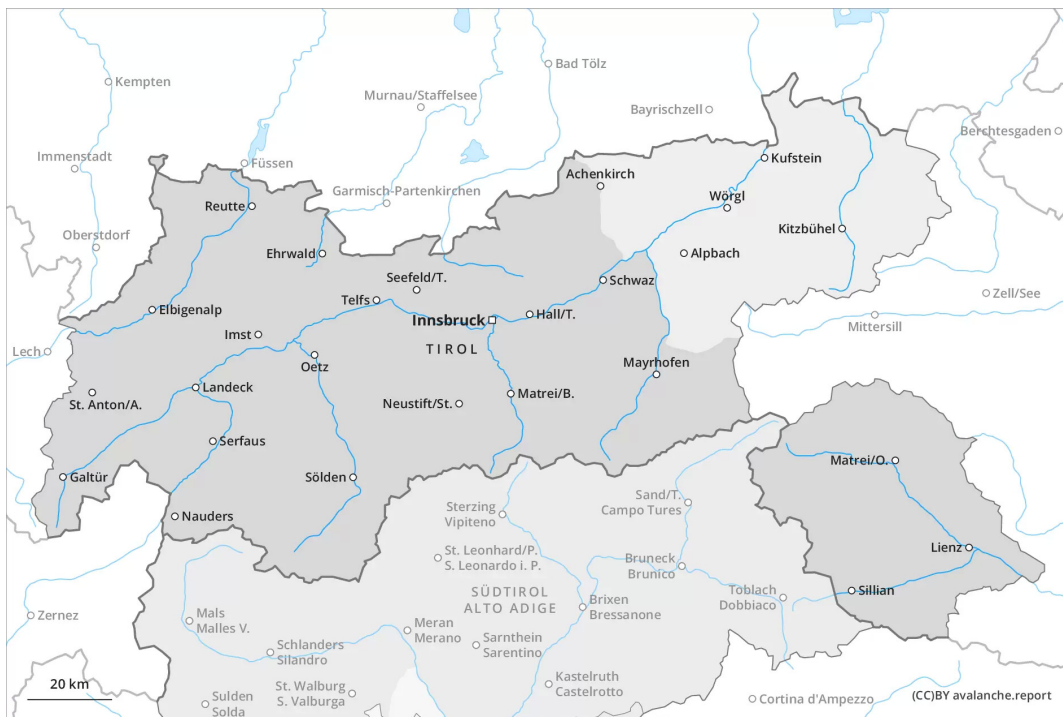 Bad Tölz
Kempten
Murnau/Staffelsee
Bayrischzell
Berchtesgaden
Immenstadt
Füssen
Kufstein
Achenkirch
Garmisch-Partenkirchen
Wörgl
Reutte
Kitzbühel
Oberstdorf
Ehrwald
Alpbach
Seefeld/T.
Schwaz
Zell/See
Telfs
Elbigenalp
Innsbruck
Hall/T.
Mittersill
Imst
TIROL
Lech
Oetz
Mayrhofen
Landeck
Matrei/B.
St. Anton/A.
Neustift/St.
Serfaus
Matrei/O.
Galtür
Sölden
Sand/T.
Campo Tures
Sterzing
Vipiteno
Nauders
Lienz
St. Leonhard/P.
S. Leonardo i. P.
Bruneck
Brunico
SÜDTIROL
ALTO ADIGE
Toblach
Dobbiaco
Sillian
Brixen
Bressanone
Zernez
Mals
Malles V.
Meran
Merano
Sarnthein
Sarentino
Schlanders
Silandro
Kastelruth
Castelrotto
20 km
St. Walburg
S. Valburga
Sulden
Solda
Cortina d'Ampezzo
(CC)BY avalanche.report